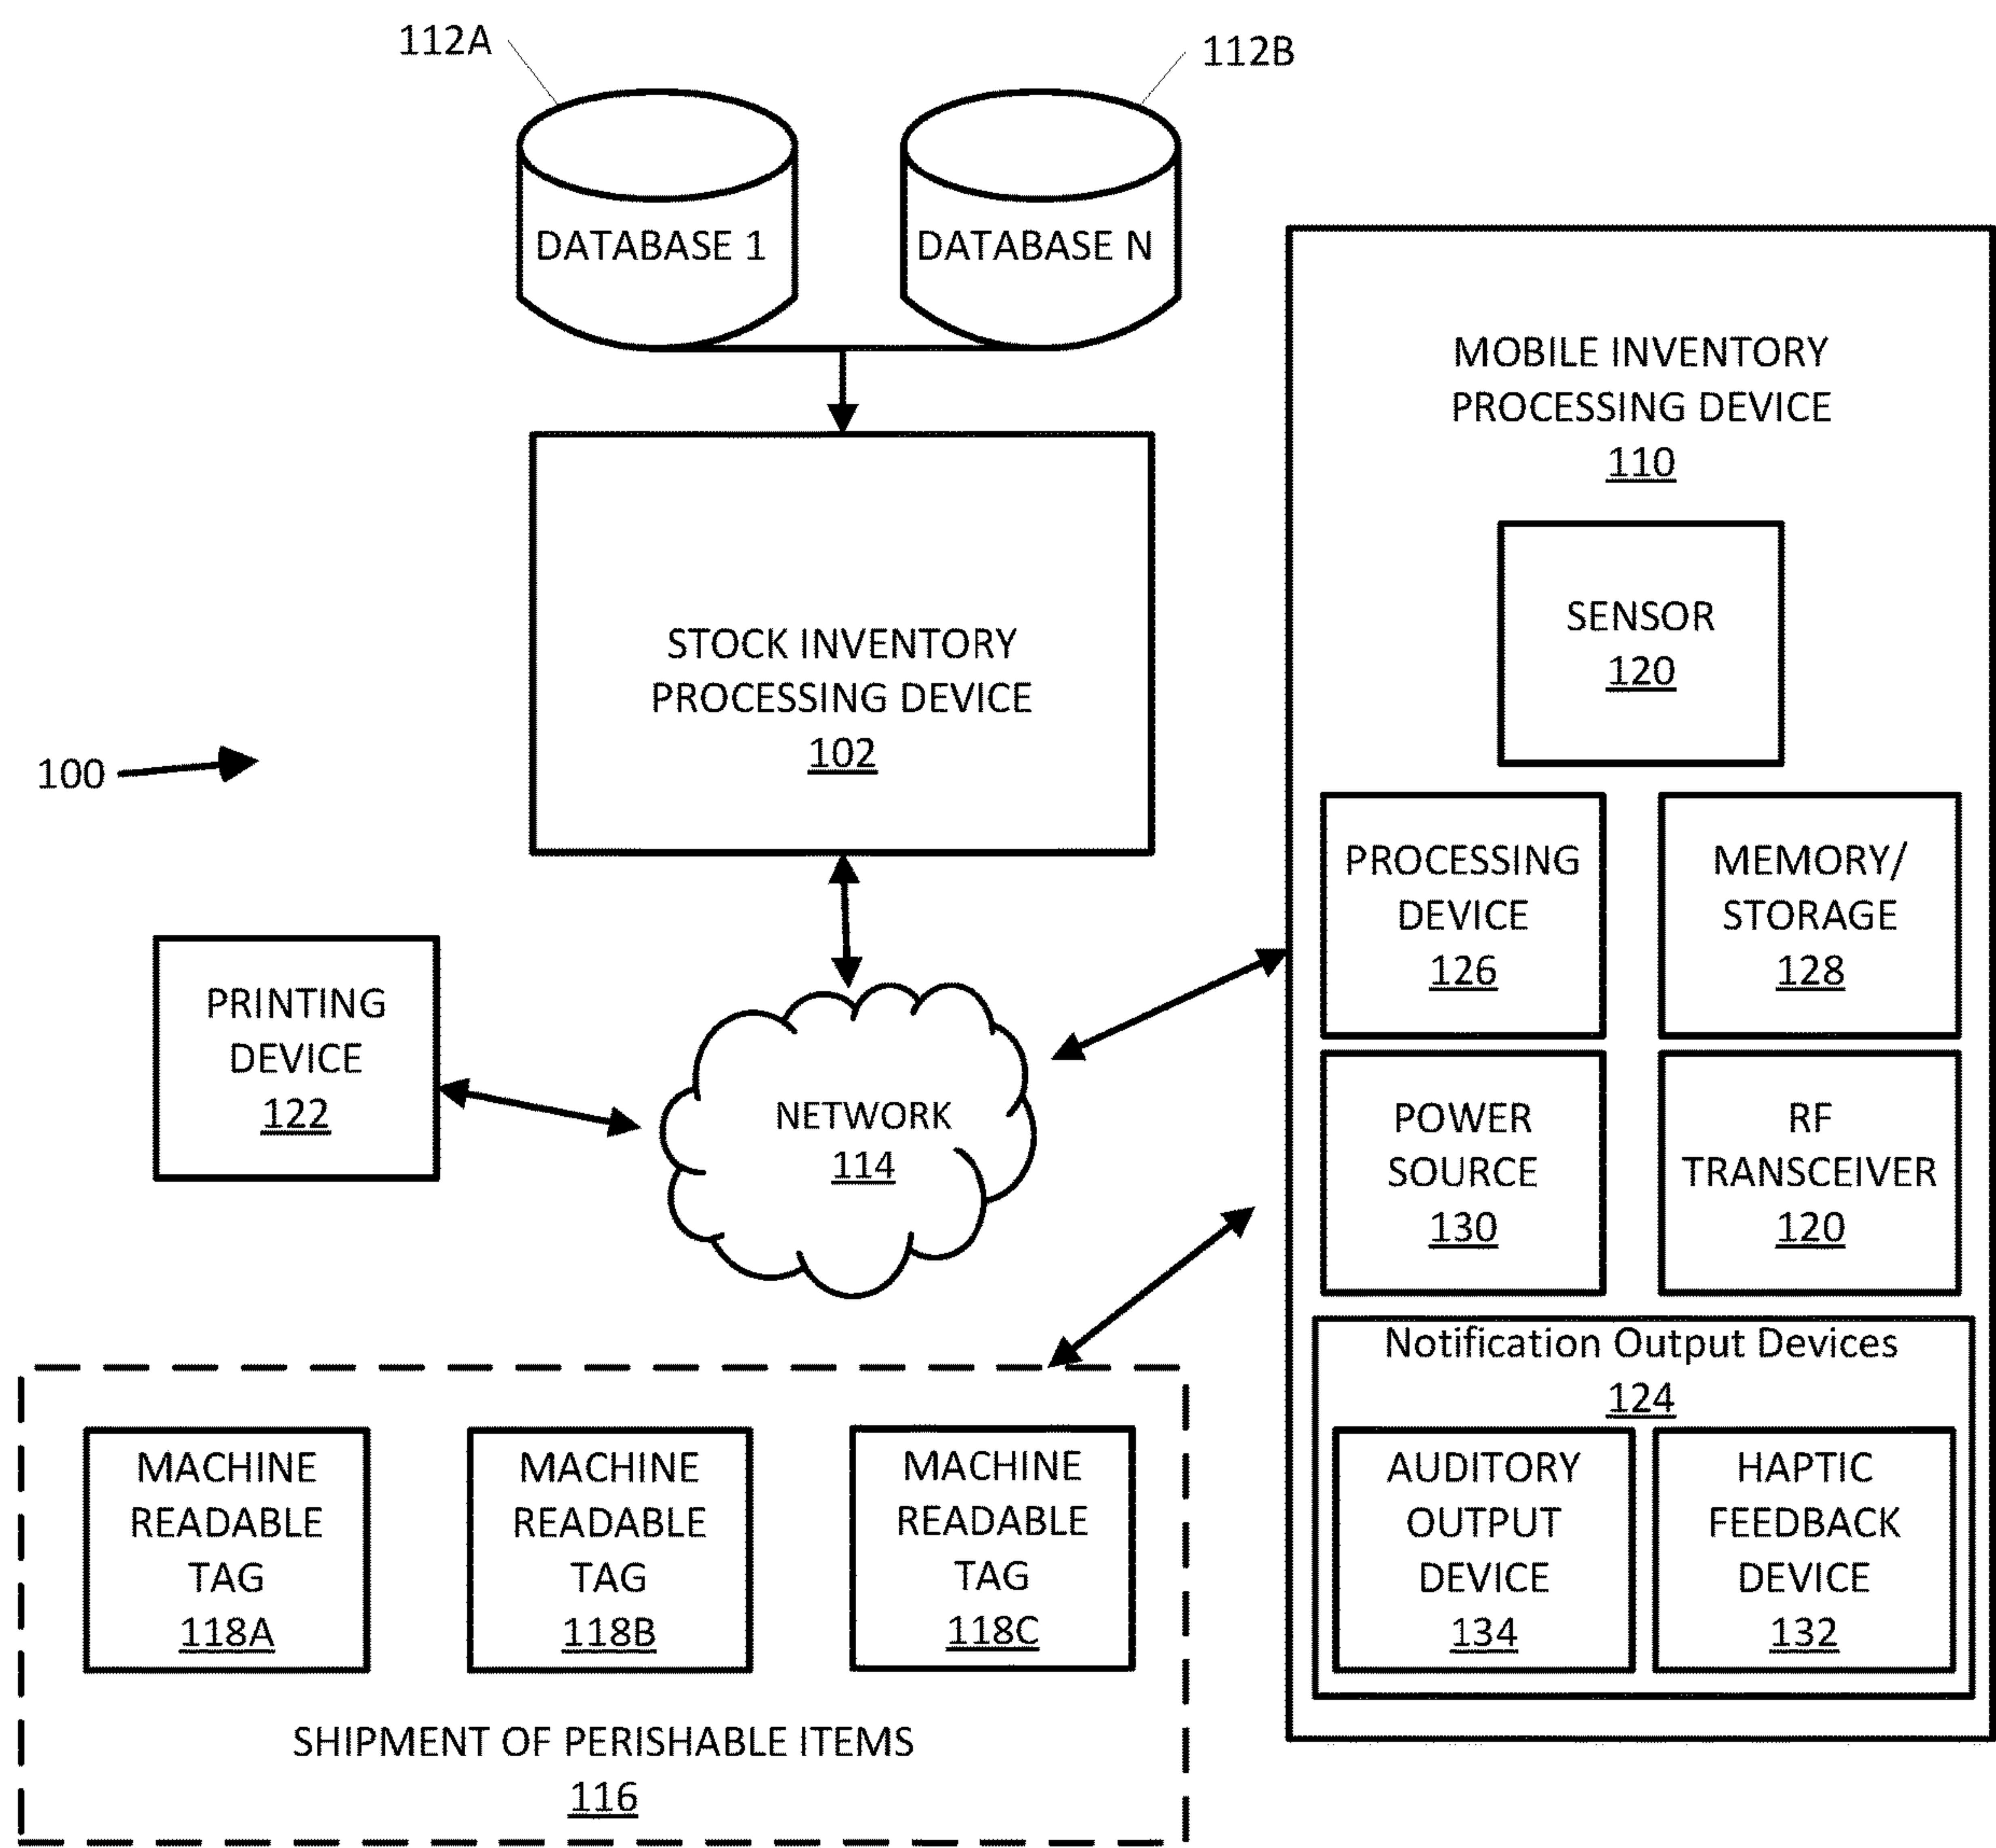 112A
112B
DATABASE 1
DATABASE N
STOCK INVENTORY
PROCESSING DEVICE
102
100
PRINTING
DEVICE
122
NETWORK
114
MOBILE INVENTORY
PROCESSING DEVICE
110
SENSOR
120
PROCESSING
DEVICE
126
MEMORY/
STORAGE
128
POWER
SOURCE
130
RF
TRANSCEIVER
120
Notification Output Devices
124
AUDITORY
OUTPUT
DEVICE
134
HAPTIC
FEEDBACK
DEVICE
132
MACHINE
READABLE
TAG
118A
MACHINE
READABLE
TAG
118B
MACHINE
READABLE
TAG
118C
SHIPMENT OF PERISHABLE ITEMS
116